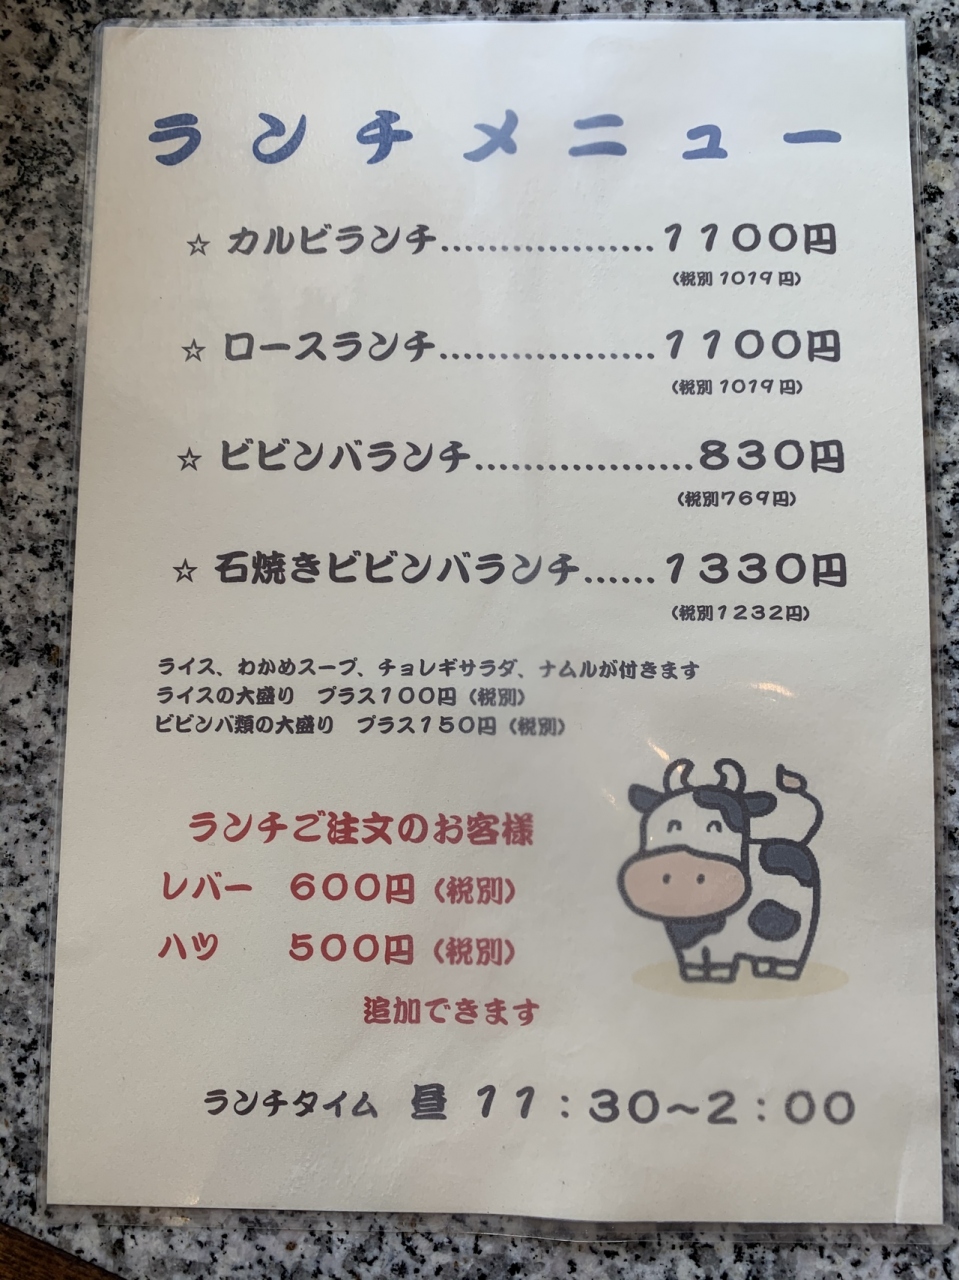 ランチメニュー
☆ カルビランチ.................1100円
(税別1019円)
☆ ロースランチ.................1100円
(税別1019円)
☆ ビビンバランチ.................830円
(税別769円)
☆ 石焼きビビンバランチ......1330円
(税別1232円)
ライス、わかめスープ、チョレギサラダ、ナムルが付きます
ライスの大盛り プラス100円(税別)
ビビンバ類の大盛り プラス150円(税別)
ランチご注文のお客様
レバー 600円(税別)
ハツ 500円(税別)
追加できます
ランチタイム 昼 11:30~2:00